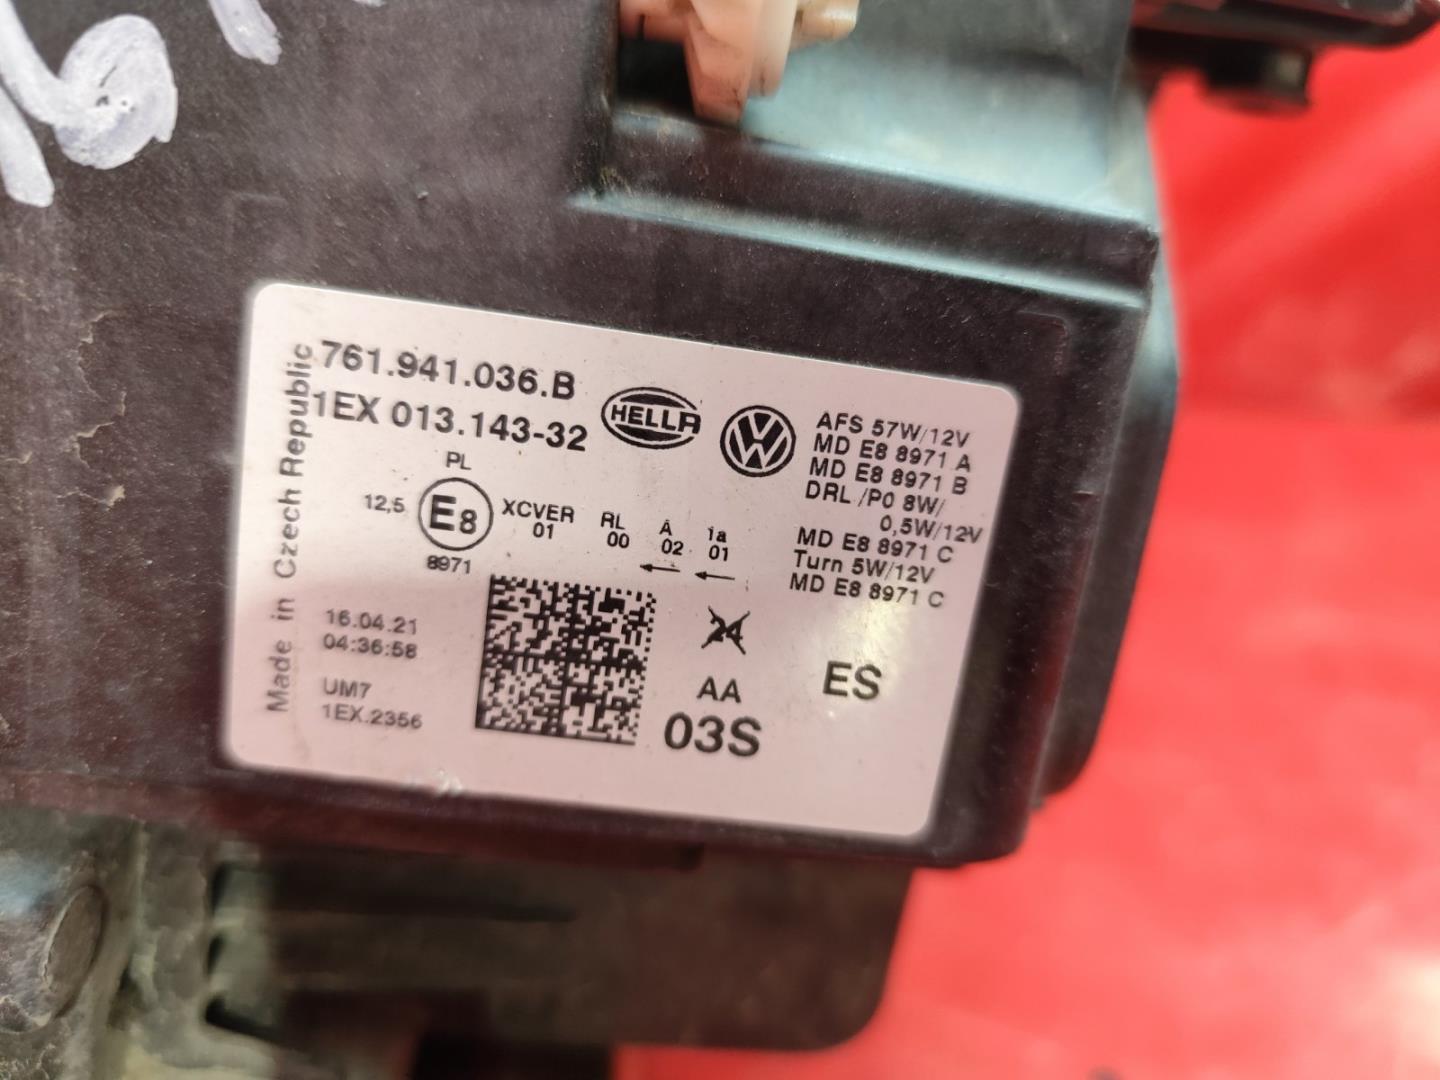 Made in Czech Republic
761.941.036.B
1EX 013.143-32
HELLA
VW
PL
12,5
E8
8971
XCVER
01
RL
00
A
02
1a
01
AFS 57W/12V
MD E8 8971 A
MD E8 8971 B
DRL /P0 8W/
0,5W/12V
MD E8 8971 C
Turn 5W/12V
MD E8 8971 C
16.04.21
04:36:58
UM7
1EX.2356
24
AA
03S
ES